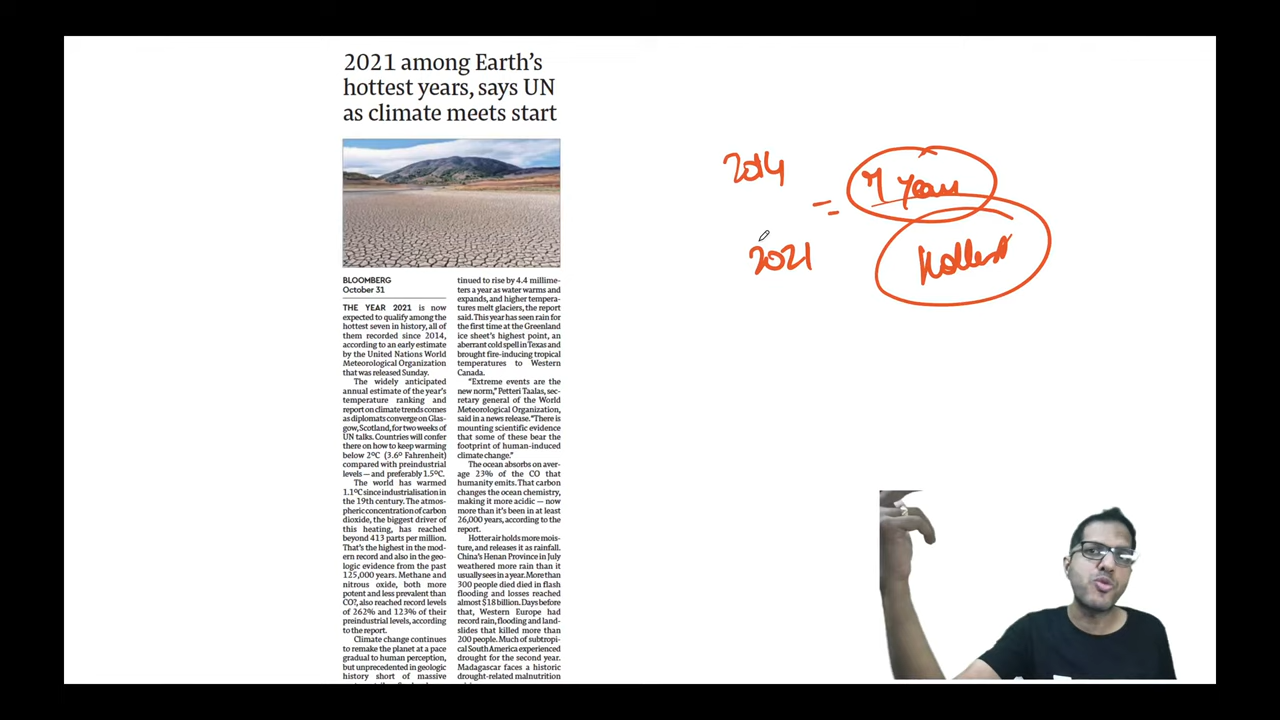 2021 among Earth's
hottest years, says UN
as climate meets start
BLOOMBERG
October 31
THE YEAR 2021 is now
expected to qualify among the
hottest seven in history, all of
them recorded since 2014,
according to an early estimate
by the United Nations World
Meteorological Organization
that was released Sunday.
The widely anticipated
annual estimate of the year's
temperature ranking and
report on climate trends comes
as diplomats converge on Glas-
gow, Scotland, for two weeks of
UN talks. Countries will confer
there on how to keep warming
below 2ºC (3.6º Fahrenheit)
compared with preindustrial
levels — and preferably 1.5ºC.
The world has warmed
1.1ºC since industrialisation in
the 19th century. The atmos-
pheric concentration of carbon
dioxide, the biggest driver of
this heating, has reached
beyond 413 parts per million.
That's the highest in the mod-
ern record and also in the geo-
logic evidence from the past
125,000 years. Methane and
nitrous oxide, both more
potent and less prevalent than
CO?, also reached record levels
of 262% and 123% of their
preindustrial levels, according
to the report.
Climate change continues
to remake the planet at a pace
gradual to human perception,
but unprecedented in geologic
history short of massive
tinued to rise by 4.4 millime-
ters a year as water warms and
expands, and higher tempera-
tures melt glaciers, the report
said. This year has seen rain for
the first time at the Greenland
ice sheet's highest point, an
aberrant cold spell in Texas and
brought fire-inducing tropical
temperatures to Western
Canada.
"Extreme events are the
new norm," Petteri Taalas, sec-
retary general of the World
Meteorological Organization,
said in a news release. "There is
mounting scientific evidence
that some of these bear the
footprint of human-induced
climate change."
The ocean absorbs on aver-
age 23% of the CO that
humanity emits. That carbon
changes the ocean chemistry,
making it more acidic — now
more than it's been in at least
26,000 years, according to the
report.
Hotter air holds more mois-
ture, and releases it as rainfall.
China's Henan Province in July
weathered more rain than it
usually sees in a year. More than
300 people died died in flash
flooding and losses reached
almost $18 billion. Days before
that, Western Europe had
record rain, flooding and land-
slides that killed more than
200 people. Much of subtropi-
cal South America experienced
drought for the second year.
Madagascar faces a historic
drought-related malnutrition
2014
= 7 years
2021
Hottest